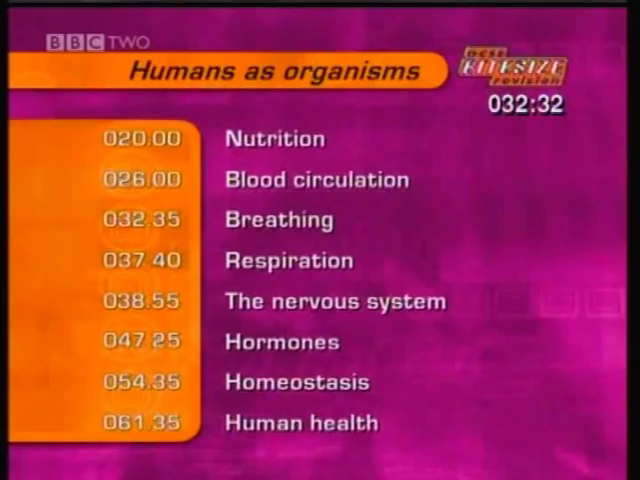 BBC TWO
Humans as organisms
gcse
BITESIZE
revision
032:32
020.00 Nutrition
026.00 Blood circulation
032.35 Breathing
037.40 Respiration
038.55 The nervous system
047.25 Hormones
054.35 Homeostasis
061.35 Human health